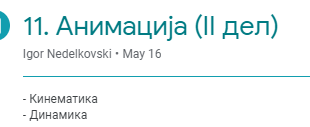 11. Анимација (II дел)
Igor Nedelkovski • May 16
- Кинематика
- Динамика